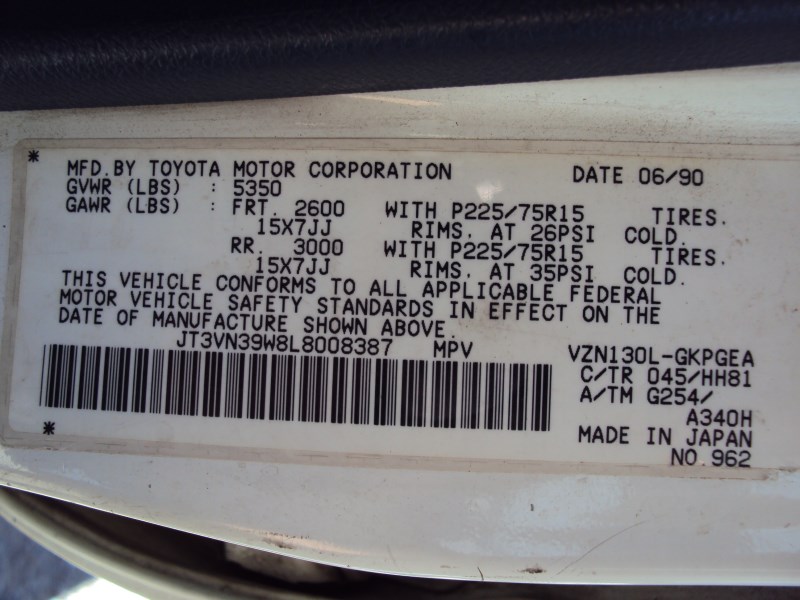 * MFD.BY TOYOTA MOTOR CORPORATION DATE 06/90
GVWR (LBS) : 5350
GAWR (LBS) : FRT. 2600 WITH P225/75R15 TIRES.
15X7JJ RIMS. AT 26PSI COLD.
RR. 3000 WITH P225/75R15 TIRES.
15X7JJ RIMS. AT 35PSI COLD.
THIS VEHICLE CONFORMS TO ALL APPLICABLE FEDERAL
MOTOR VEHICLE SAFETY STANDARDS IN EFFECT ON THE
DATE OF MANUFACTURE SHOWN ABOVE.
JT3VN39W8L8008387 MPV VZN130L-GKPGEA
C/TR 045/HH81
A/TM G254/
A340H
* MADE IN JAPAN
NO.962